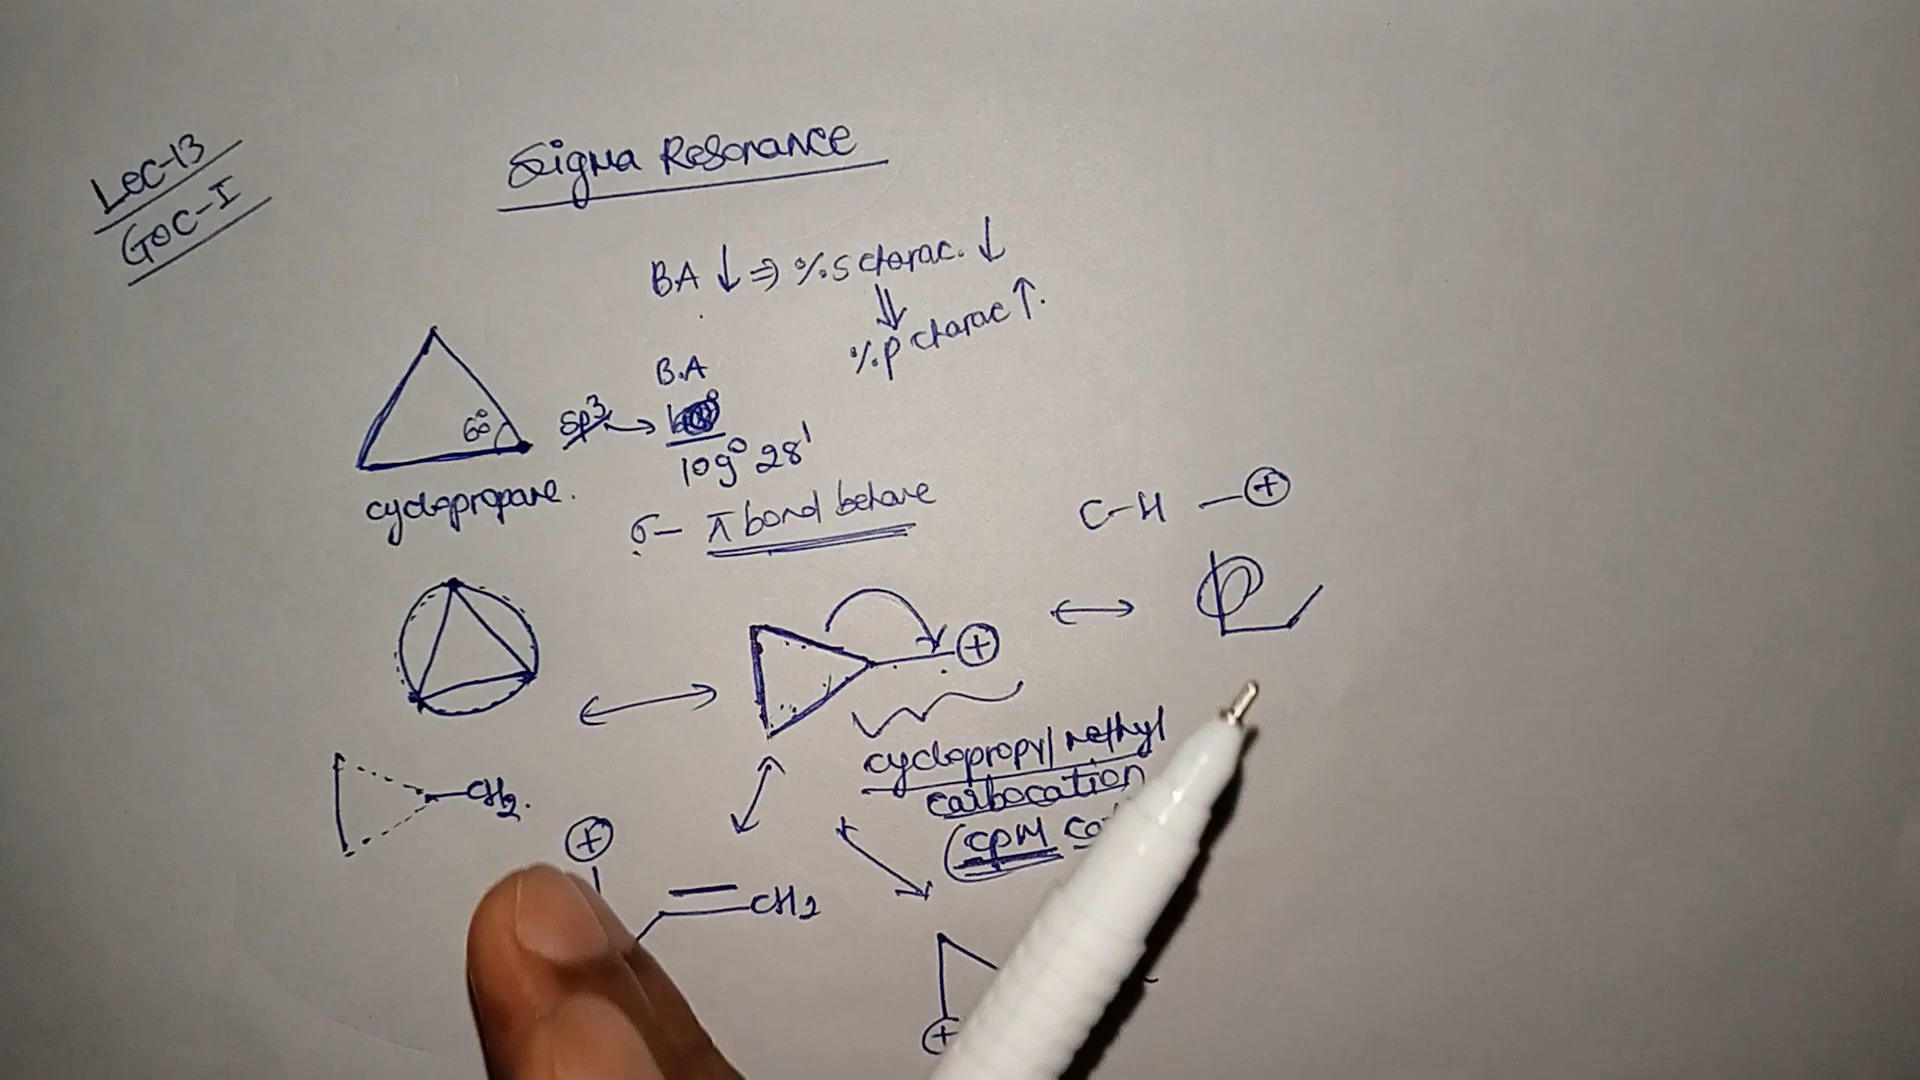 Lec-13
GOC-I
Sigma Resonance
BA ↓ ⇒ %s charac. ↓
⇓
%p charac ↑.
60°
sp3 → B.A
109° 28'
cyclopropane.
σ- π bond behave
C-H
+
+
cyclopropyl methyl
carbocation
(CPM
CH2.
+
CH2
+